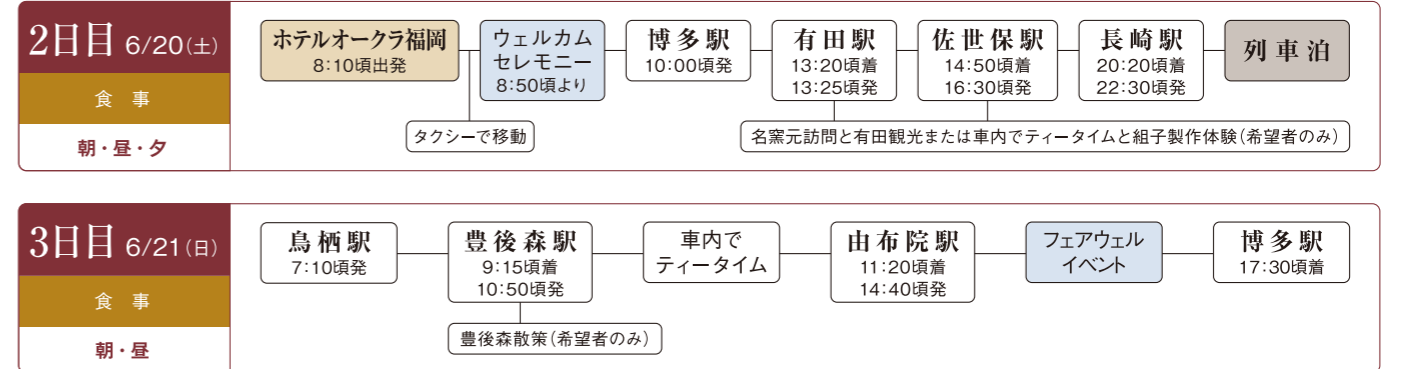 2日目 6/20(土)
食 事
朝・昼・夕
ホテルオークラ福岡
8:10頃出発
タクシーで移動
ウェルカム
セレモニー
8:50頃より
博多駅
10:00頃発
有田駅
13:20頃着
13:25頃発
佐世保駅
14:50頃着
16:30頃発
名窯元訪問と有田観光または車内でティータイムと組子製作体験(希望者のみ)
長崎駅
20:20頃着
22:30頃発
列車泊
3日目 6/21(日)
食 事
朝・昼
鳥栖駅
7:10頃発
豊後森駅
9:15頃着
10:50頃発
豊後森散策(希望者のみ)
車内で
ティータイム
由布院駅
11:20頃着
14:40頃発
フェアウェル
イベント
博多駅
17:30頃着